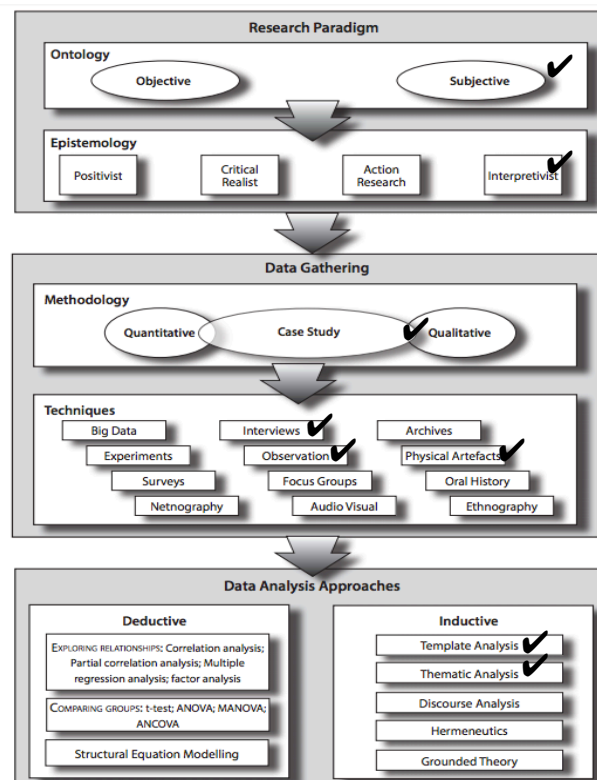 Research Paradigm
Ontology
Objective
Subjective
Epistemology
Positivist
Critical
Realist
Action
Research
Interpretivist
Data Gathering
Methodology
Quantitative
Case Study
Qualitative
Techniques
Big Data
Interviews
Archives
Experiments
Observation
Physical Artefacts
Surveys
Focus Groups
Oral History
Netnography
Audio Visual
Ethnography
Data Analysis Approaches
Deductive
EXPLORING RELATIONSHIPS: Correlation analysis;
Partial correlation analysis; Multiple
regression analysis; factor analysis
COMPARING GROUPS: t-test; ANOVA; MANOVA;
ANCOVA
Structural Equation Modelling
Inductive
Template Analysis
Thematic Analysis
Discourse Analysis
Hermeneutics
Grounded Theory